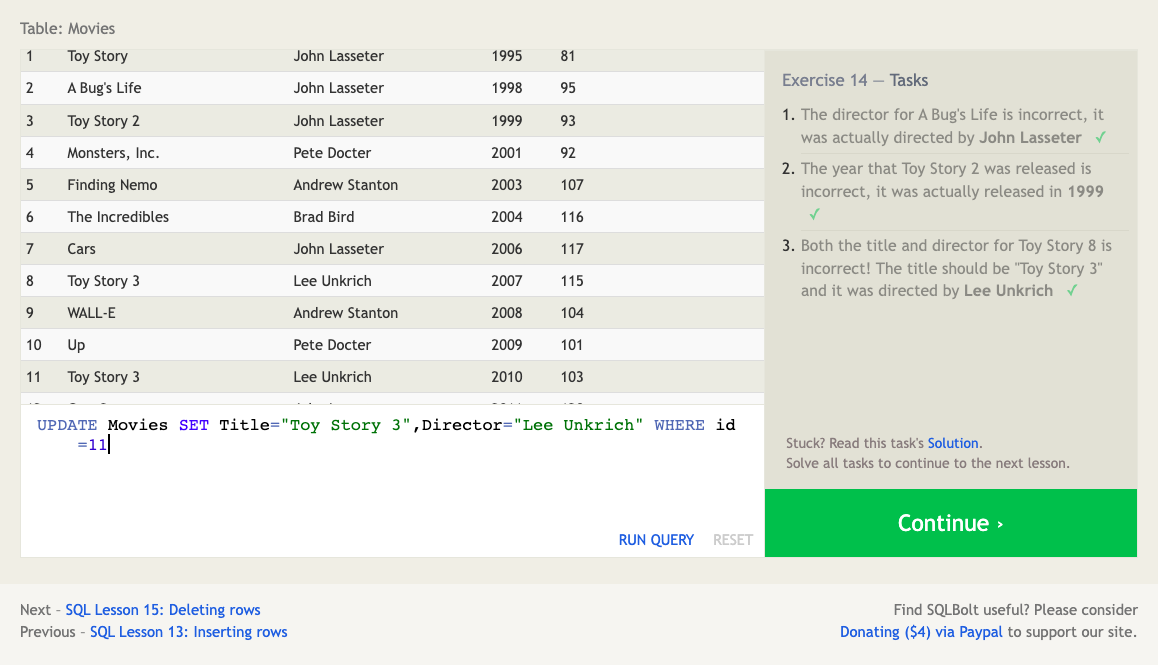 Table: Movies
1 Toy Story John Lasseter 1995 81
2 A Bug's Life John Lasseter 1998 95
3 Toy Story 2 John Lasseter 1999 93
4 Monsters, Inc. Pete Docter 2001 92
5 Finding Nemo Andrew Stanton 2003 107
6 The Incredibles Brad Bird 2004 116
7 Cars John Lasseter 2006 117
8 Toy Story 3 Lee Unkrich 2007 115
9 WALL-E Andrew Stanton 2008 104
10 Up Pete Docter 2009 101
11 Toy Story 3 Lee Unkrich 2010 103
UPDATE Movies SET Title="Toy Story 3",Director="Lee Unkrich" WHERE id
=11
RUN QUERY RESET
Exercise 14 — Tasks
1. The director for A Bug's Life is incorrect, it
was actually directed by John Lasseter ✓
2. The year that Toy Story 2 was released is
incorrect, it was actually released in 1999
✓
3. Both the title and director for Toy Story 8 is
incorrect! The title should be "Toy Story 3"
and it was directed by Lee Unkrich ✓
Stuck? Read this task's Solution.
Solve all tasks to continue to the next lesson.
Continue ›
Next – SQL Lesson 15: Deleting rows
Previous – SQL Lesson 13: Inserting rows
Find SQLBolt useful? Please consider
Donating ($4) via Paypal to support our site.